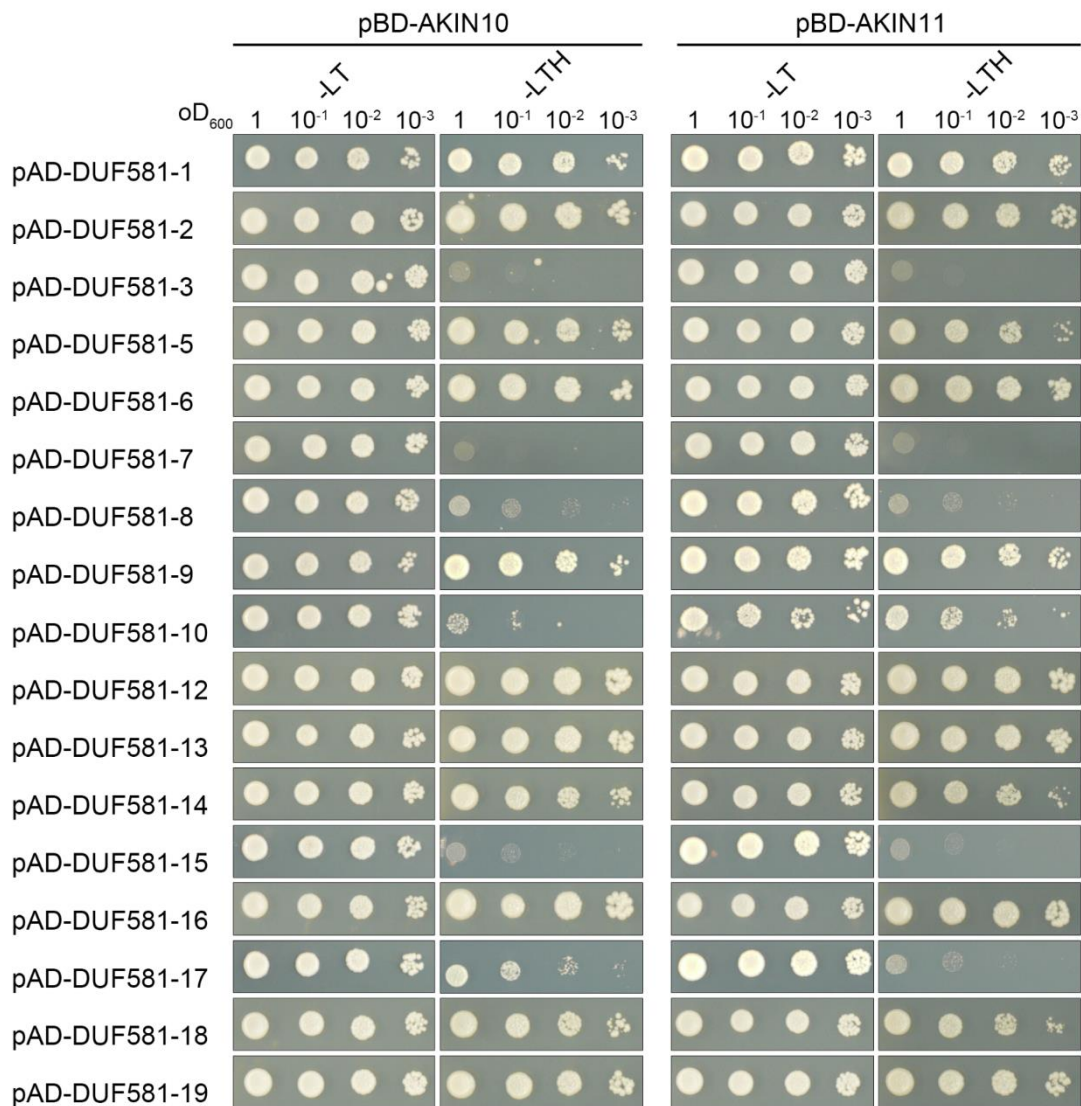 pBD-AKIN10 pBD-AKIN11
-LT -LTH -LT -LTH
oD600 1 10-1 10-2 10-3 1 10-1 10-2 10-3 1 10-1 10-2 10-3 1 10-1 10-2 10-3
pAD-DUF581-1
pAD-DUF581-2
pAD-DUF581-3
pAD-DUF581-5
pAD-DUF581-6
pAD-DUF581-7
pAD-DUF581-8
pAD-DUF581-9
pAD-DUF581-10
pAD-DUF581-12
pAD-DUF581-13
pAD-DUF581-14
pAD-DUF581-15
pAD-DUF581-16
pAD-DUF581-17
pAD-DUF581-18
pAD-DUF581-19